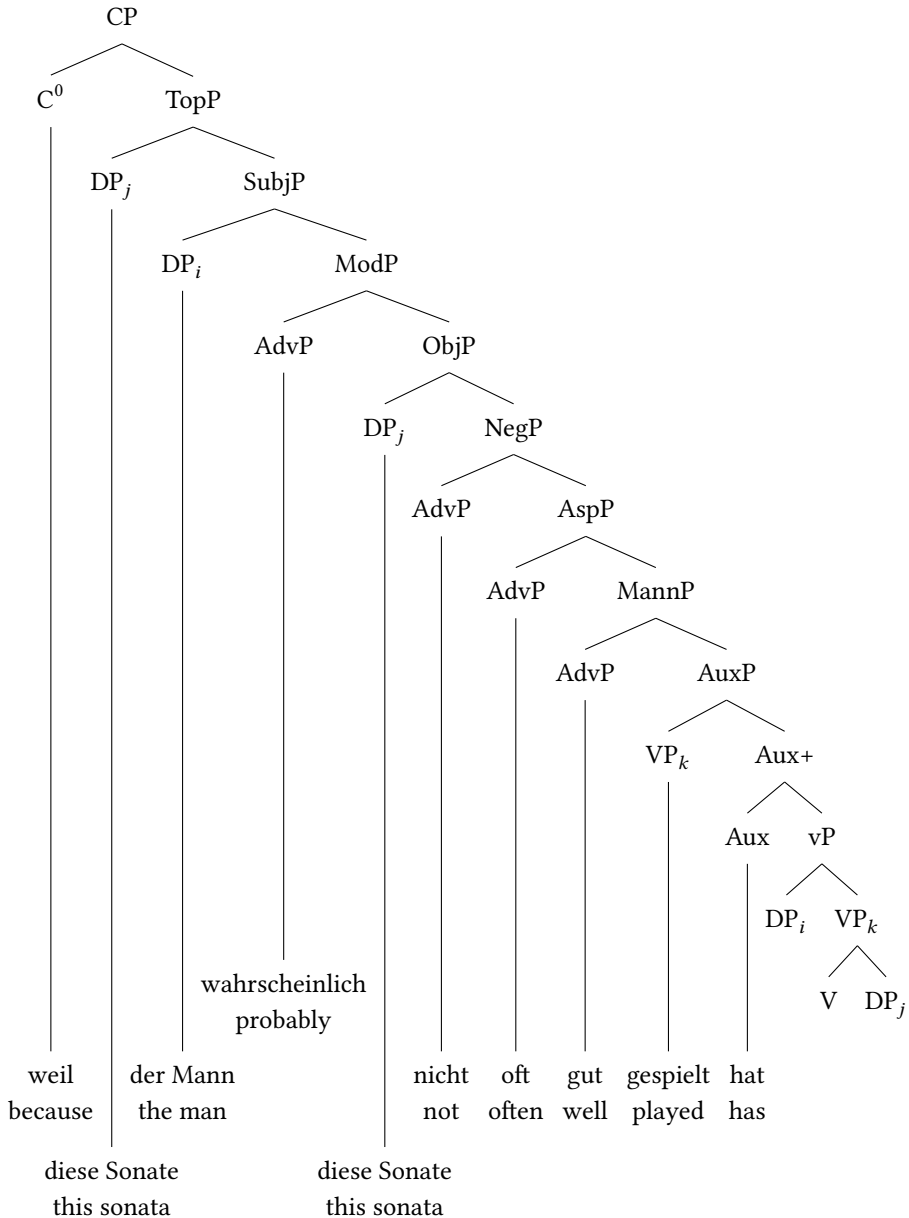 CP
C⁰ TopP
DPⱼ SubjP
DPᵢ ModP
AdvP ObjP
DPⱼ NegP
AdvP AspP
AdvP MannP
AdvP AuxP
VPₖ Aux+
Aux vP
DPᵢ VPₖ
V DPⱼ
wahrscheinlich
probably
weil der Mann nicht oft gut gespielt hat
because the man not often well played has
diese Sonate diese Sonate
this sonata this sonata